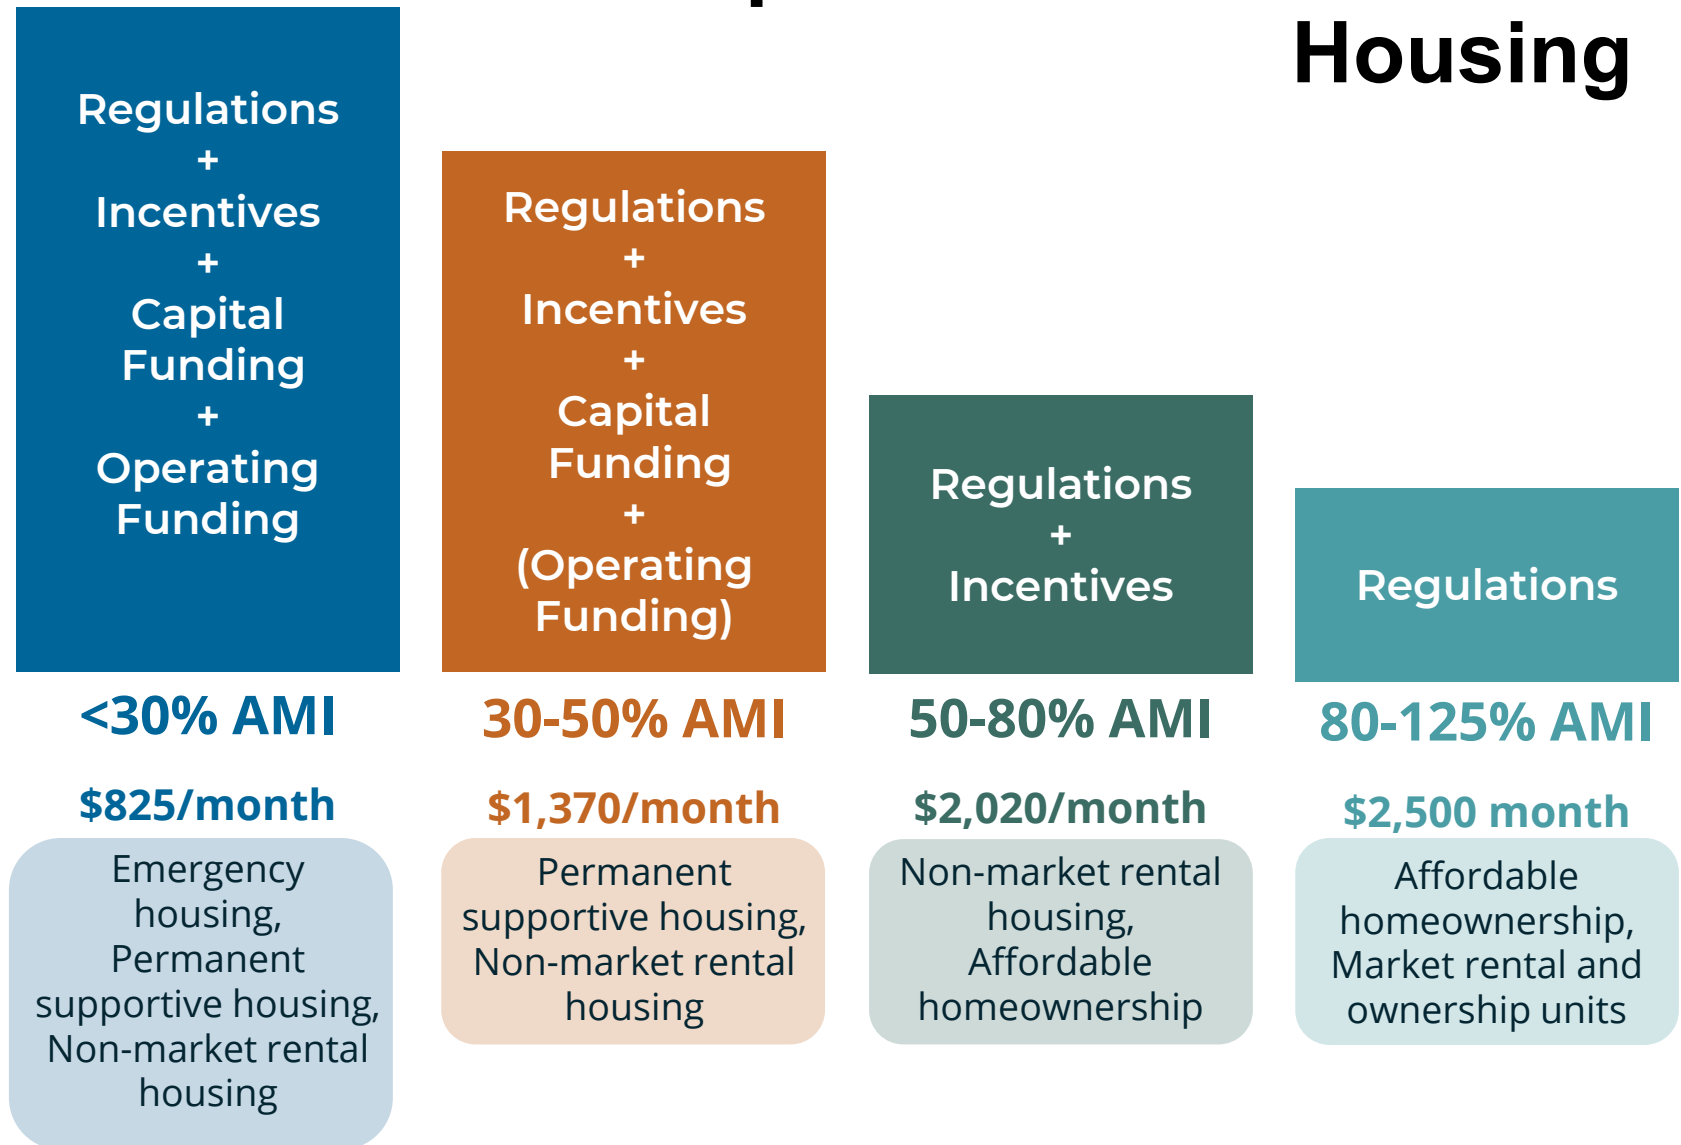 Housing
Regulations
+
Incentives
+
Capital
Funding
+
Operating
Funding
<30% AMI
$825/month
Emergency
housing,
Permanent
supportive housing,
Non-market rental
housing
Regulations
+
Incentives
+
Capital
Funding
+
(Operating
Funding)
30-50% AMI
$1,370/month
Permanent
supportive housing,
Non-market rental
housing
Regulations
+
Incentives
50-80% AMI
$2,020/month
Non-market rental
housing,
Affordable
homeownership
Regulations
80-125% AMI
$2,500 month
Affordable
homeownership,
Market rental and
ownership units